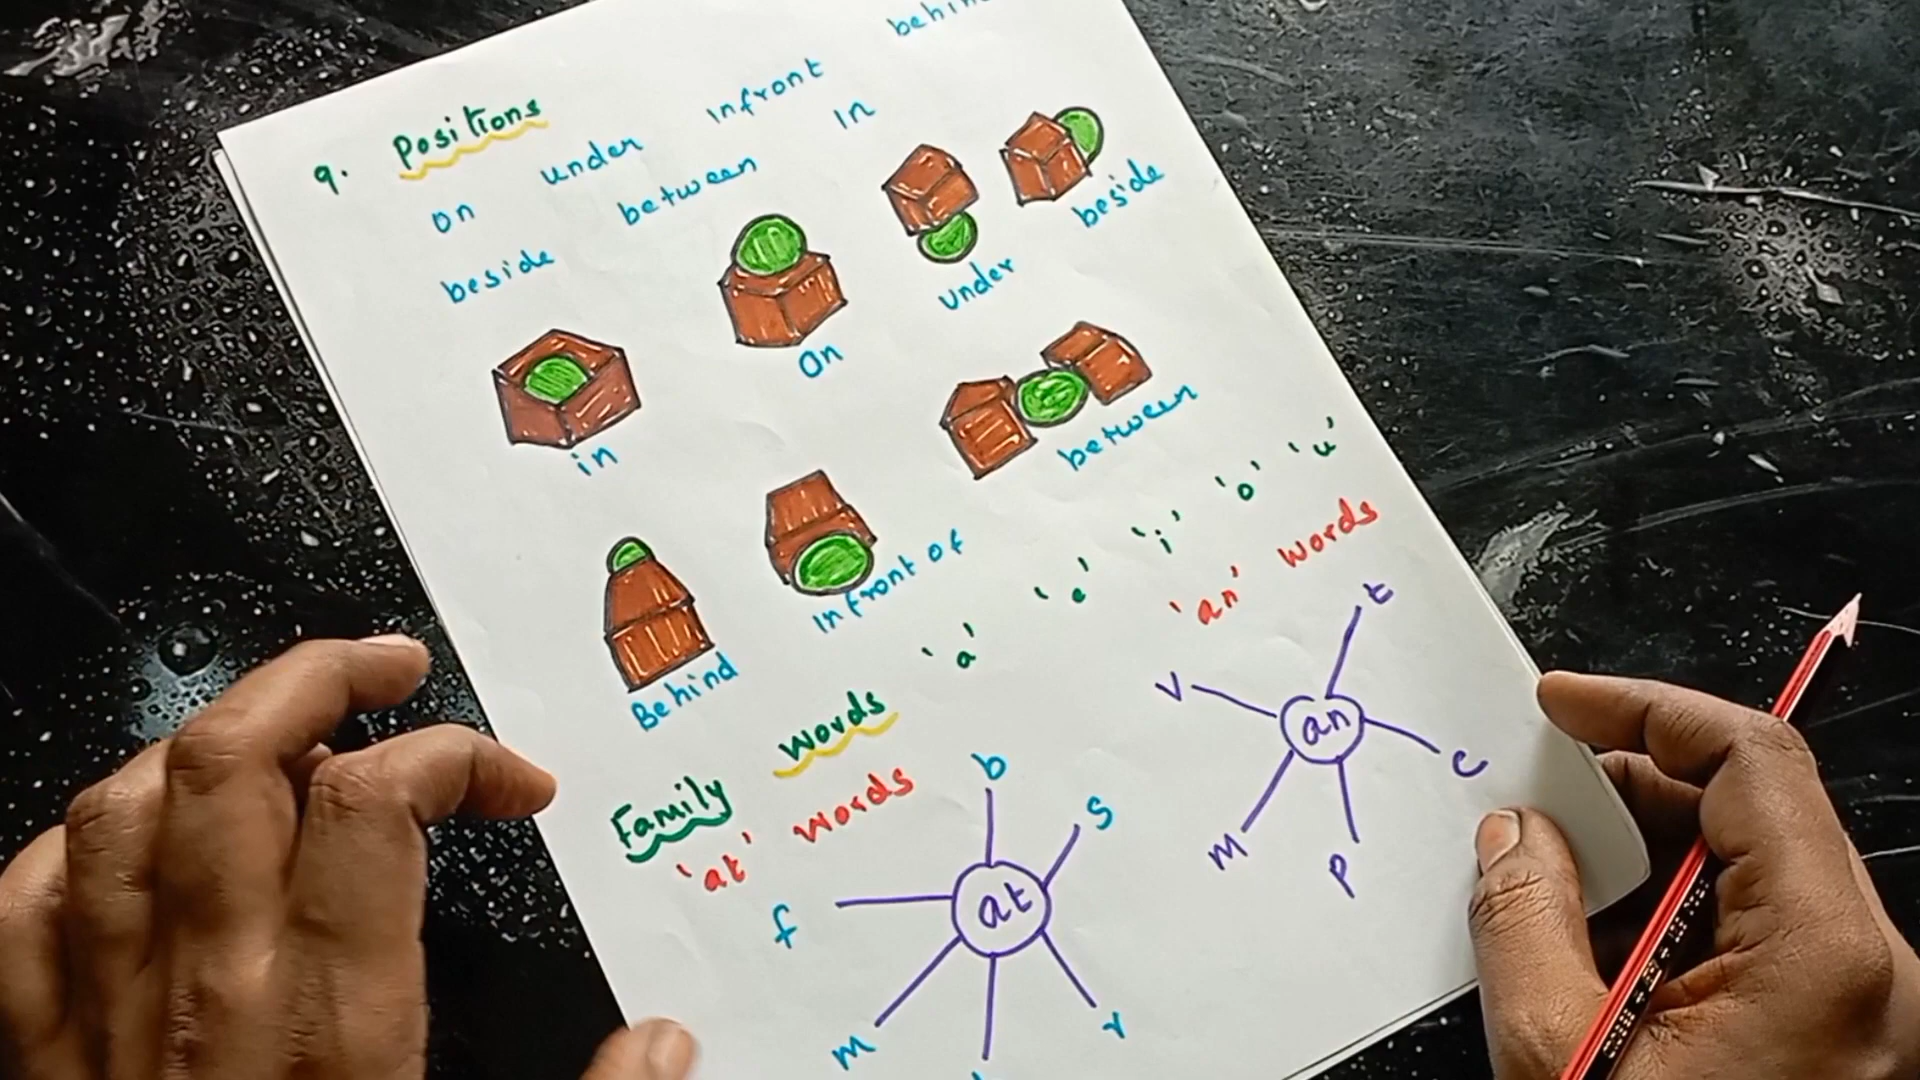 9. Positions
on under infront behin
beside between In
in
On
under
beside
between
Behind
Infront of
Family words 'a' 'e' 'i' 'o' 'u'
'at' words
at
b
s
r
m
f
'an' words
an
t
c
p
m
v